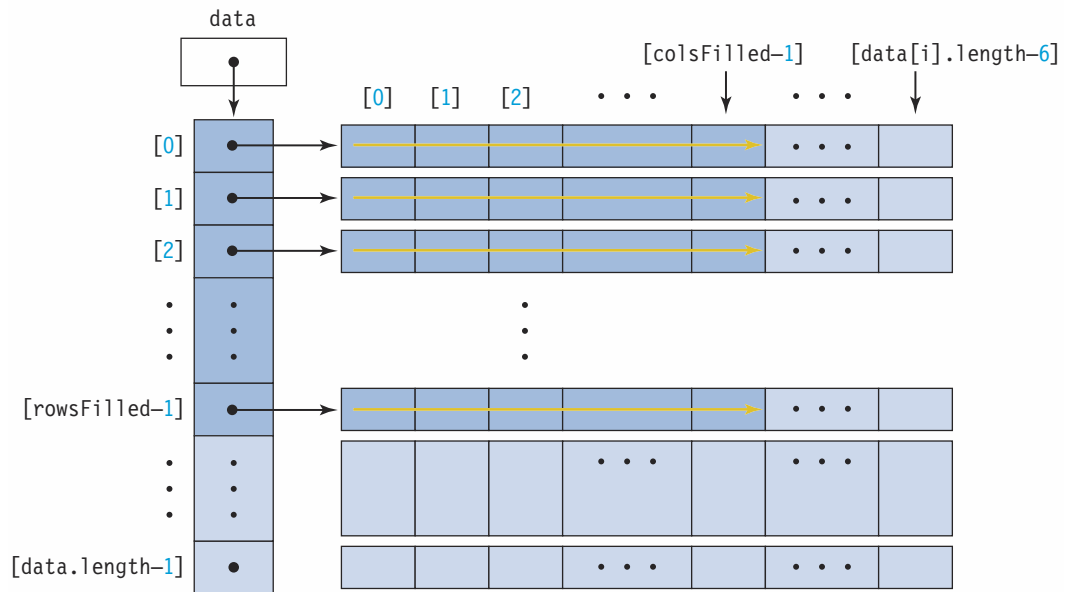 data
[colsFilled–1] [data[i].length–6]
[0] [1] [2] • • • • • •
[0] • • •
[1] • • •
[2] • • •
[rowsFilled–1] • • •
• • • • • •
[data.length–1] • • • • • •